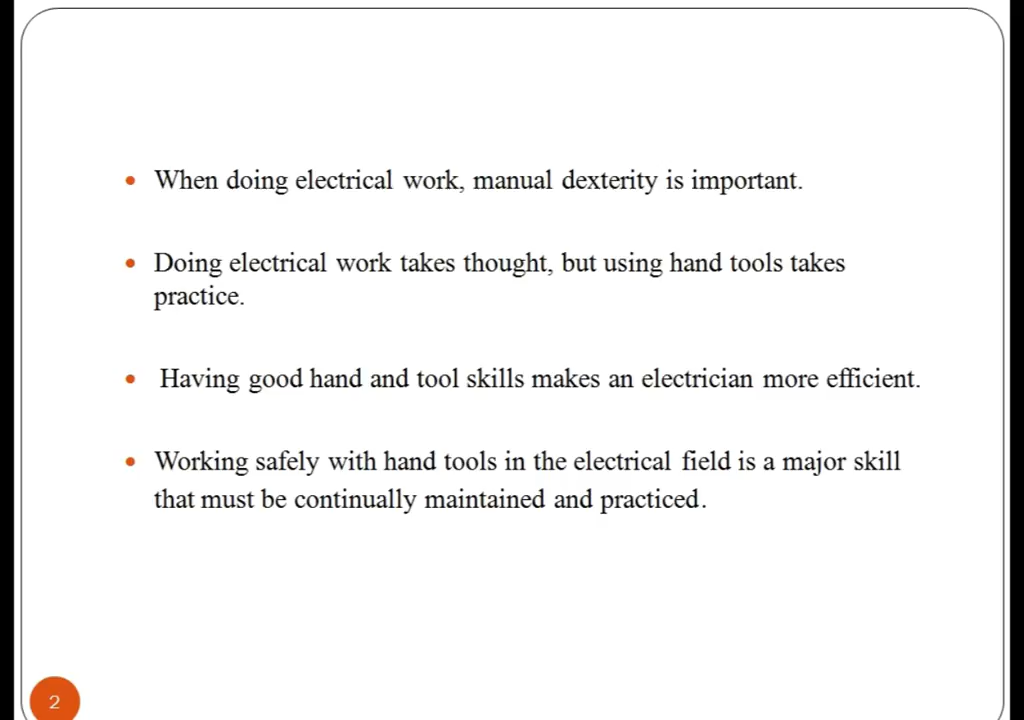 • When doing electrical work, manual dexterity is important.
• Doing electrical work takes thought, but using hand tools takes
practice.
• Having good hand and tool skills makes an electrician more efficient.
• Working safely with hand tools in the electrical field is a major skill
that must be continually maintained and practiced.
2